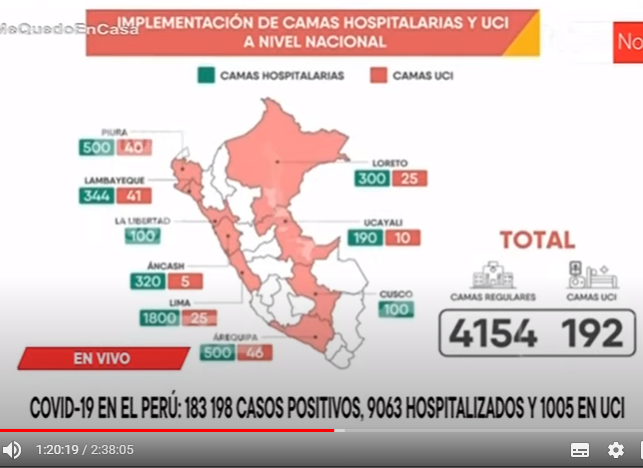 #MeQuedoEnCasa
IMPLEMENTACIÓN DE CAMAS HOSPITALARIAS Y UCI
A NIVEL NACIONAL
No
CAMAS HOSPITALARIAS CAMAS UCI
PIURA
500 40
LAMBAYEQUE
344 41
LA LIBERTAD
100
ÁNCASH
320 5
LIMA
1800 25
AREQUIPA
500 46
LORETO
300 25
UCAYALI
190 10
CUSCO
100
TOTAL
CAMAS REGULARES CAMAS UCI
4154 192
EN VIVO
COVID-19 EN EL PERÚ: 183 198 CASOS POSITIVOS, 9063 HOSPITALIZADOS Y 1005 EN UCI
1:20:19 / 2:38:05